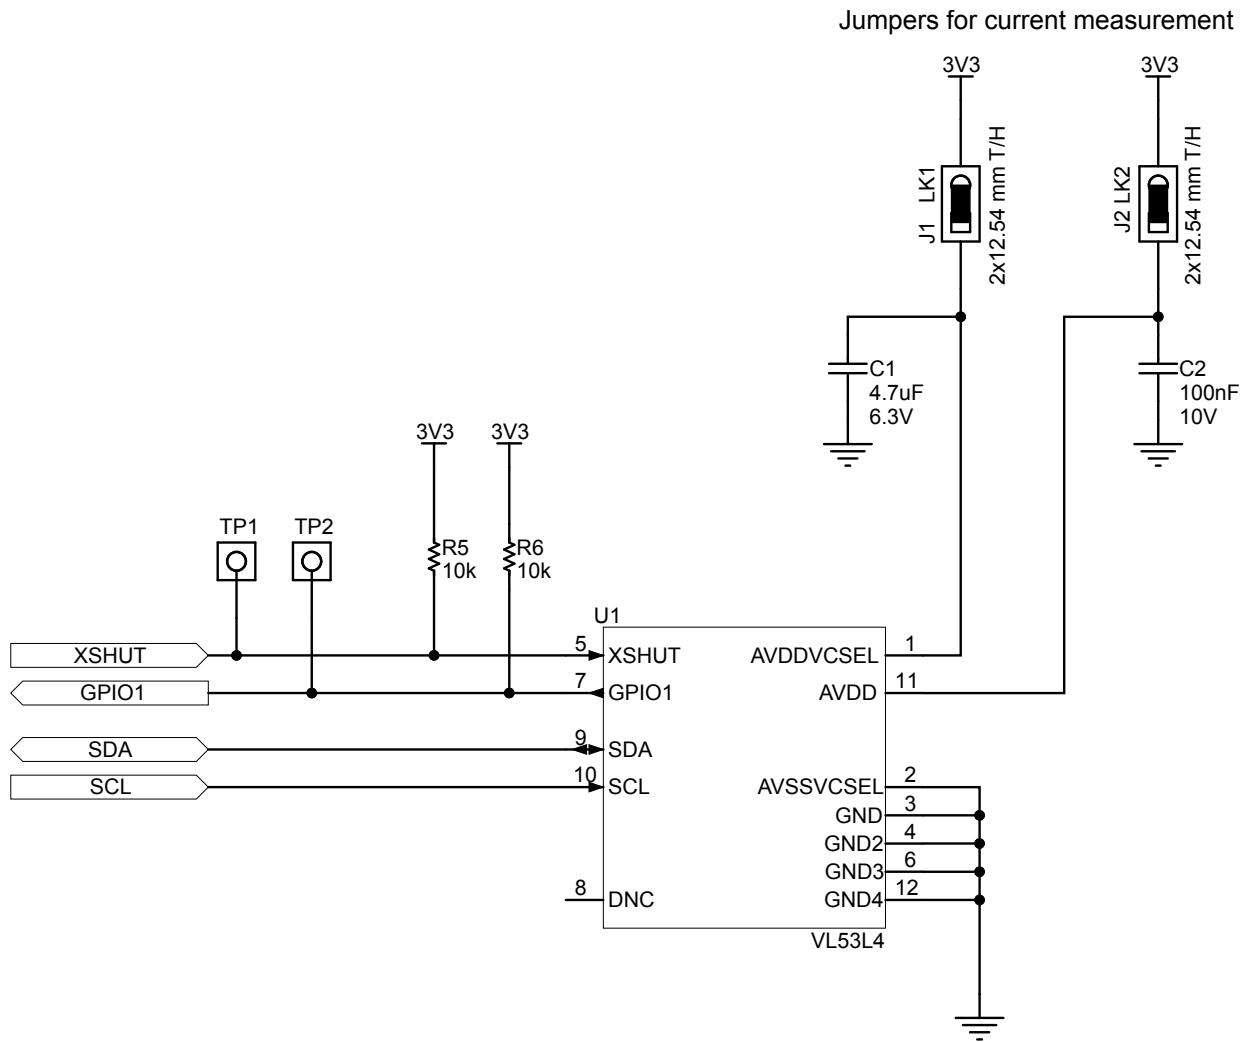 Jumpers for current measurement
3V3
3V3
J1 LK1
2x12.54 mm T/H
J2 LK2
2x12.54 mm T/H
C1
4.7uF
6.3V
C2
100nF
10V
3V3
3V3
TP1
TP2
R5
10k
R6
10k
U1
XSHUT
5
XSHUT
AVDDVCSEL
1
GPIO1
7
GPIO1
AVDD
11
SDA
9
SDA
SCL
10
SCL
AVSSVCSEL
2
GND
3
GND2
4
GND3
6
8
DNC
GND4
12
VL53L4